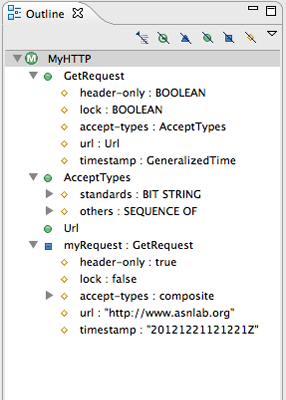 Outline
MyHTTP
GetRequest
header-only : BOOLEAN
lock : BOOLEAN
accept-types : AcceptTypes
url : Url
timestamp : GeneralizedTime
AcceptTypes
standards : BIT STRING
others : SEQUENCE OF
Url
myRequest : GetRequest
header-only : true
lock : false
accept-types : composite
url : "http://www.asnlab.org"
timestamp : "20121221121221Z"